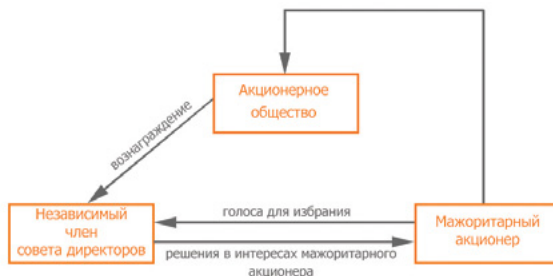 Акционерное
общество
вознаграждение
Независимый
член
совета директоров
голоса для избрания
решения в интересах мажоритарного
акционера
Мажоритарный
акционер